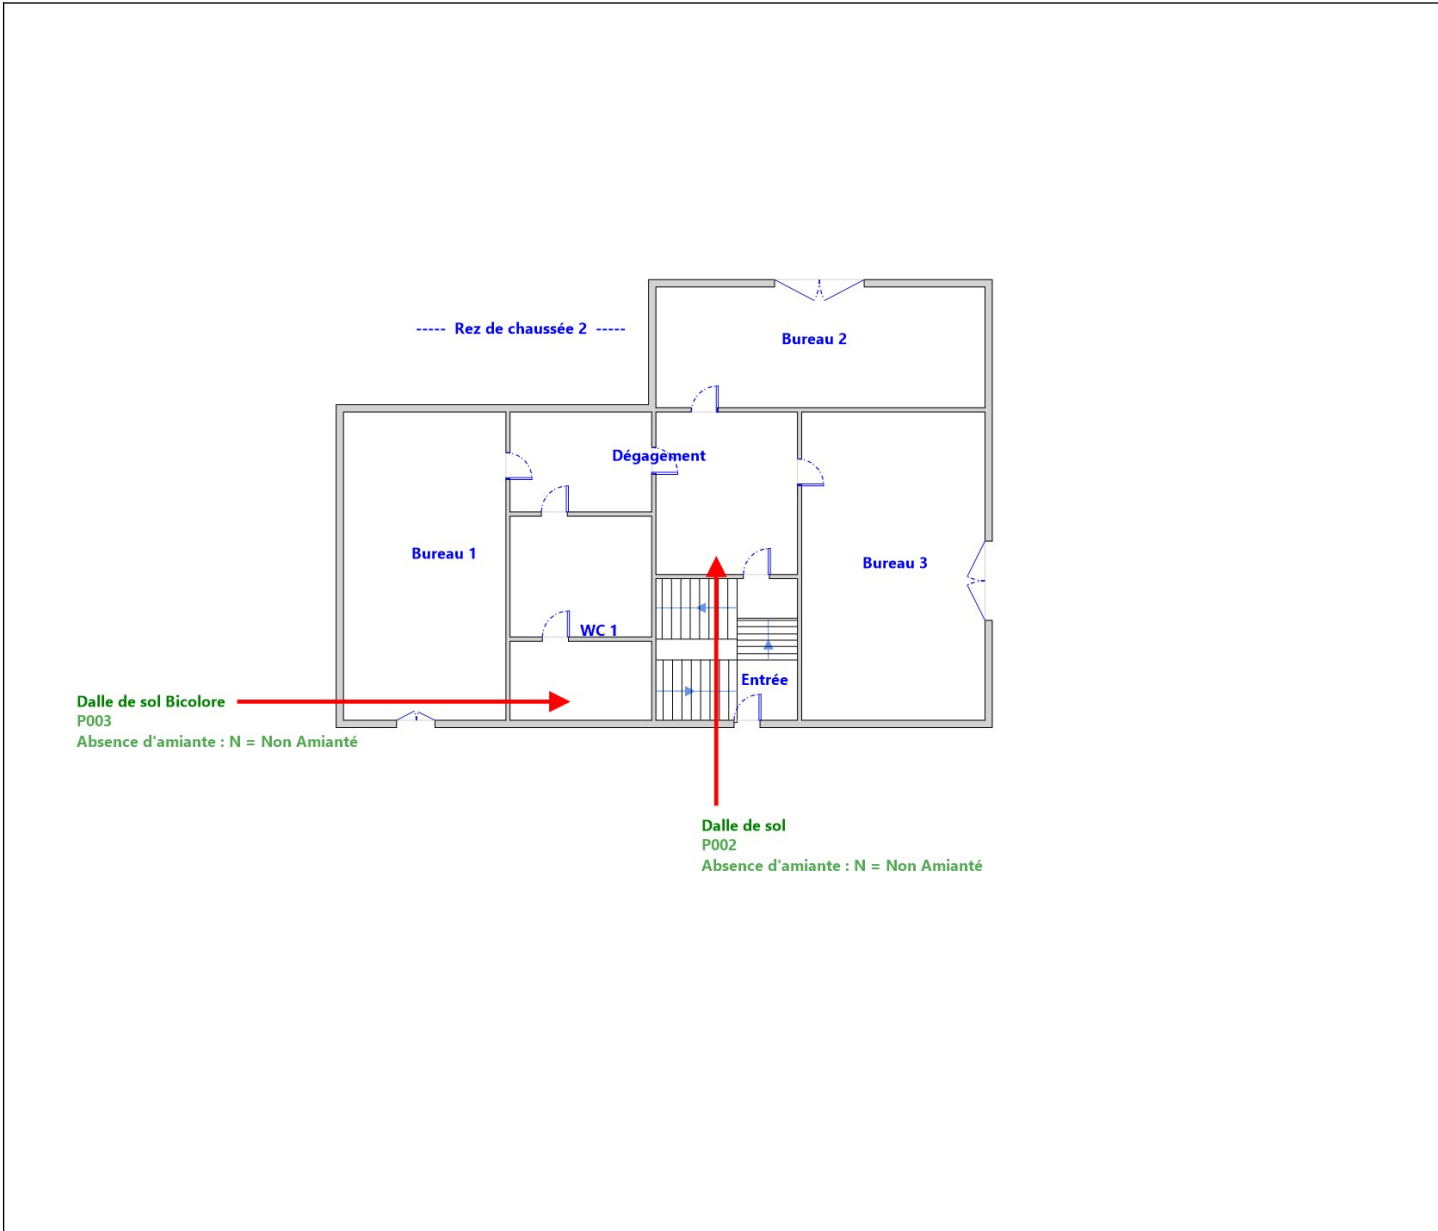 ----- Rez de chaussée 2 -----
Bureau 2
Dégagement
Bureau 1
Bureau 3
WC 1
Entrée
Dalle de sol Bicolore
P003
Absence d'amiante : N = Non Amianté
Dalle de sol
P002
Absence d'amiante : N = Non Amianté